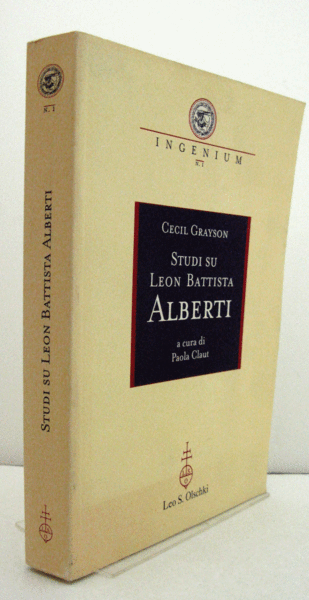 STUDI SU LEON BATTISTA ALBERTI
INGENIUM
N. 1
CECIL GRAYSON
STUDI SU
LEON BATTISTA
ALBERTI
a cura di
Paola Claut
Leo S. Olschki